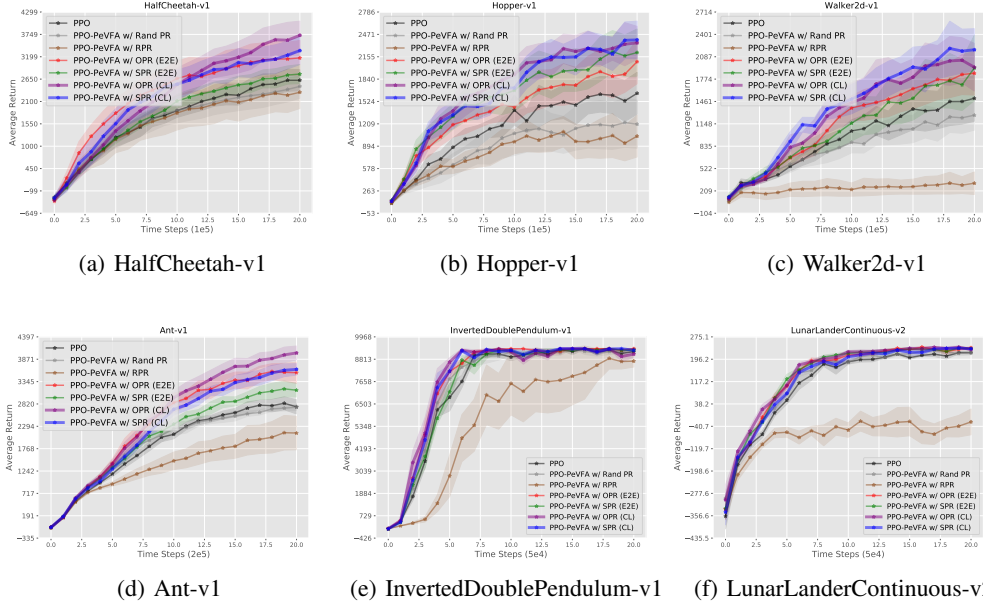 HalfCheetah-v1
4299
3749
3199
2650
2100
1550
1000
450
−99
−649
Average Return
PPO
PPO-PeVFA w/ Rand PR
PPO-PeVFA w/ RPR
PPO-PeVFA w/ OPR (E2E)
PPO-PeVFA w/ SPR (E2E)
PPO-PeVFA w/ OPR (CL)
PPO-PeVFA w/ SPR (CL)
0.0 2.5 5.0 7.5 10.0 12.5 15.0 17.5 20.0
Time Steps (1e5)
(a) HalfCheetah-v1
Hopper-v1
2786
2471
2155
1840
1524
1209
894
578
263
−53
Average Return
PPO
PPO-PeVFA w/ Rand PR
PPO-PeVFA w/ RPR
PPO-PeVFA w/ OPR (E2E)
PPO-PeVFA w/ SPR (E2E)
PPO-PeVFA w/ OPR (CL)
PPO-PeVFA w/ SPR (CL)
0.0 2.5 5.0 7.5 10.0 12.5 15.0 17.5 20.0
Time Steps (1e5)
(b) Hopper-v1
Walker2d-v1
2714
2401
2087
1774
1461
1148
835
522
209
−104
Average Return
PPO
PPO-PeVFA w/ Rand PR
PPO-PeVFA w/ RPR
PPO-PeVFA w/ OPR (E2E)
PPO-PeVFA w/ SPR (E2E)
PPO-PeVFA w/ OPR (CL)
PPO-PeVFA w/ SPR (CL)
0.0 2.5 5.0 7.5 10.0 12.5 15.0 17.5 20.0
Time Steps (1e5)
(c) Walker2d-v1
Ant-v1
4397
3871
3345
2820
2294
1768
1242
717
191
−335
Average Return
PPO
PPO-PeVFA w/ Rand PR
PPO-PeVFA w/ RPR
PPO-PeVFA w/ OPR (E2E)
PPO-PeVFA w/ SPR (E2E)
PPO-PeVFA w/ OPR (CL)
PPO-PeVFA w/ SPR (CL)
0.0 2.5 5.0 7.5 10.0 12.5 15.0 17.5 20.0
Time Steps (2e5)
(d) Ant-v1
InvertedDoublePendulum-v1
9968
8813
7658
6503
5348
4193
3039
1884
729
−426
Average Return
PPO
PPO-PeVFA w/ Rand PR
PPO-PeVFA w/ RPR
PPO-PeVFA w/ OPR (E2E)
PPO-PeVFA w/ SPR (E2E)
PPO-PeVFA w/ OPR (CL)
PPO-PeVFA w/ SPR (CL)
0.0 2.5 5.0 7.5 10.0 12.5 15.0 17.5 20.0
Time Steps (5e4)
(e) InvertedDoublePendulum-v1
LunarLanderContinuous-v2
275.1
117.2
38.2
−40.7
−198.6
−356.6
−435.5
Average Return
PPO
PPO-PeVFA w/ Rand PR
PPO-PeVFA w/ RPR
PPO-PeVFA w/ OPR (E2E)
PPO-PeVFA w/ SPR (E2E)
PPO-PeVFA w/ OPR (CL)
PPO-PeVFA w/ SPR (CL)
0.0 2.5 5.0 7.5 10.0 12.5 15.0 17.5 20.0
Time Steps (5e4)
(f) LunarLanderContinuous-v